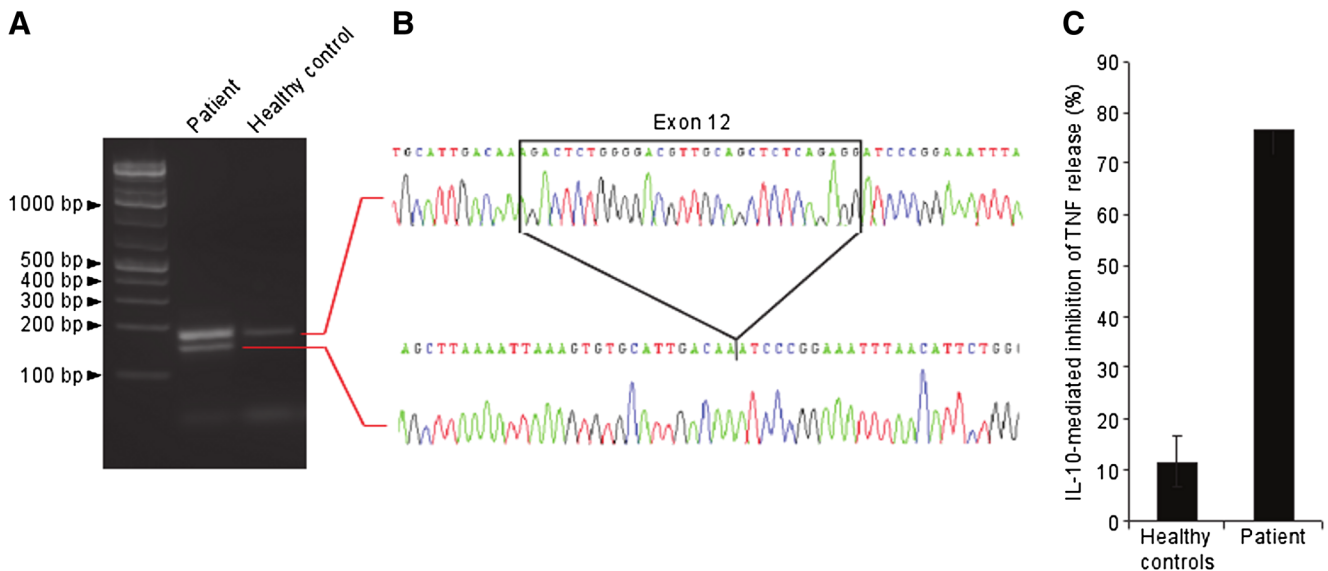 A
Patient
Healthy control
1000 bp
500 bp
400 bp
300 bp
200 bp
100 bp
B
Exon 12
TGCATTGACAAAGACTCTGGGGACGTTGCAGCTCTCAGAGGATCCCGGAAATTTA
AGCTTAAAATTAAAGTGTGCATTGACAAATCCCGGAAATTTAACATTCTGG
C
IL-10-mediated inhibition of TNF release (%)
90
80
70
60
50
40
30
20
10
0
Healthy
controls
Patient